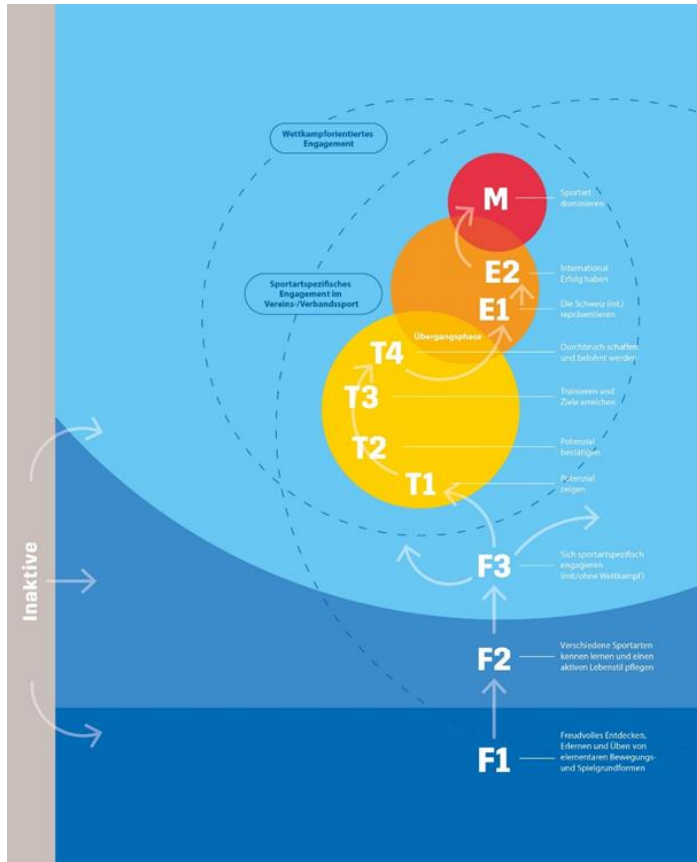 Wettkampforientiertes
Engagement
M
Sportart
dominieren
E2
International
Erfolg haben
Sportartspezifisches
Engagement im
Vereins-/Verbandssport
E1
Die Schweiz (int.)
repräsentieren
Übergangsphase
T4
Durchbruch schaffen
und belohnt werden
T3
Trainieren und
Ziele erreichen
T2
Potenzial
bestätigen
T1
Potenzial
zeigen
Inaktive
F3
Sich sportartspezifisch
engagieren
(mit/ohne Wettkampf)
F2
Verschiedene Sportarten
kennen lernen und einen
aktiven Lebenstil pflegen
F1
Freudvolles Entdecken,
Erlernen und Üben von
elementaren Bewegungs-
und Spielgrundformen